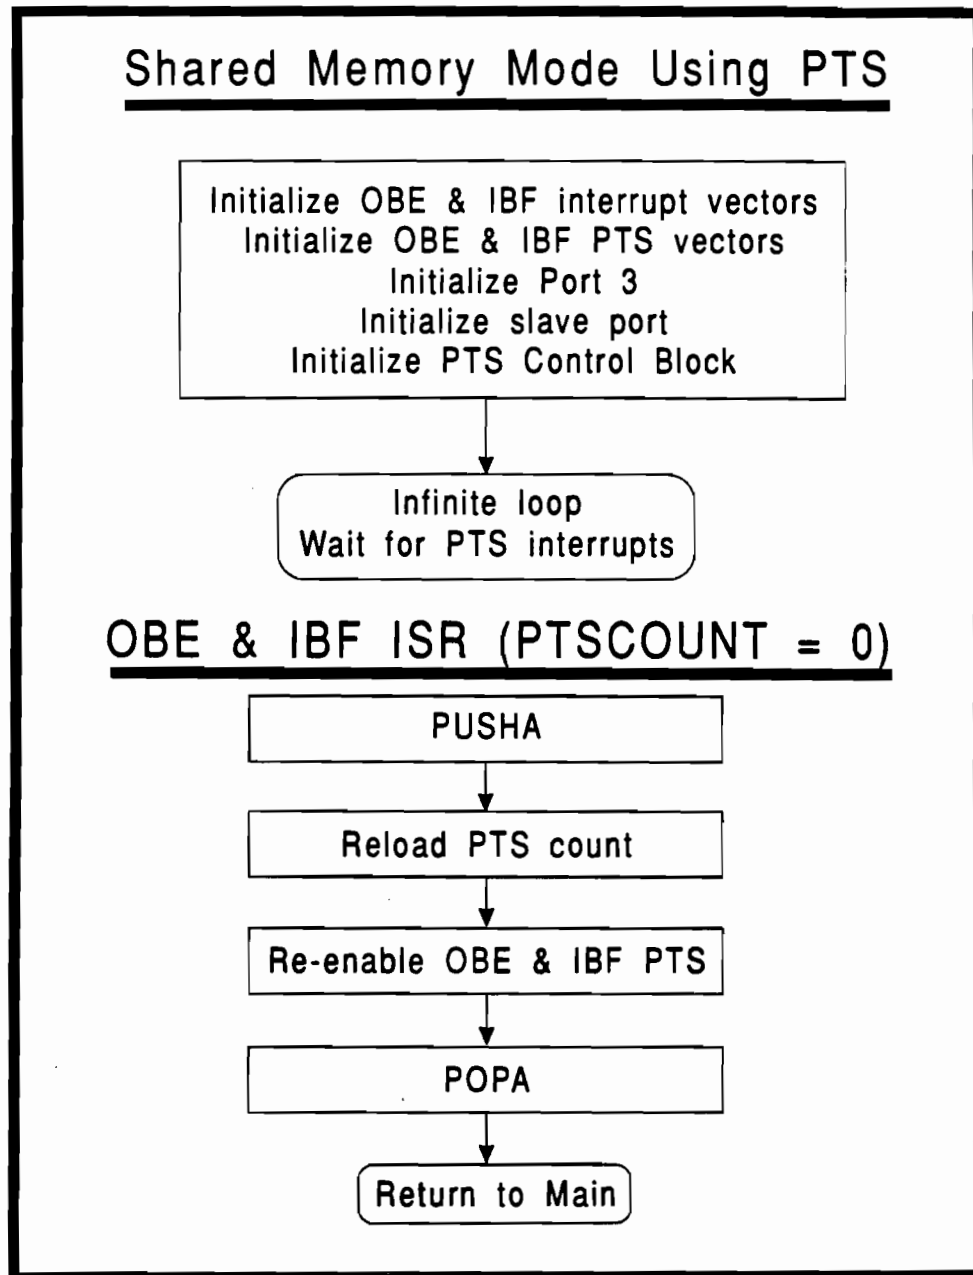 Shared Memory Mode Using PTS
Initialize OBE & IBF interrupt vectors
Initialize OBE & IBF PTS vectors
Initialize Port 3
Initialize slave port
Initialize PTS Control Block
Infinite loop
Wait for PTS interrupts
OBE & IBF ISR (PTSCOUNT = 0)
PUSHA
Reload PTS count
Re-enable OBE & IBF PTS
POPA
Return to Main